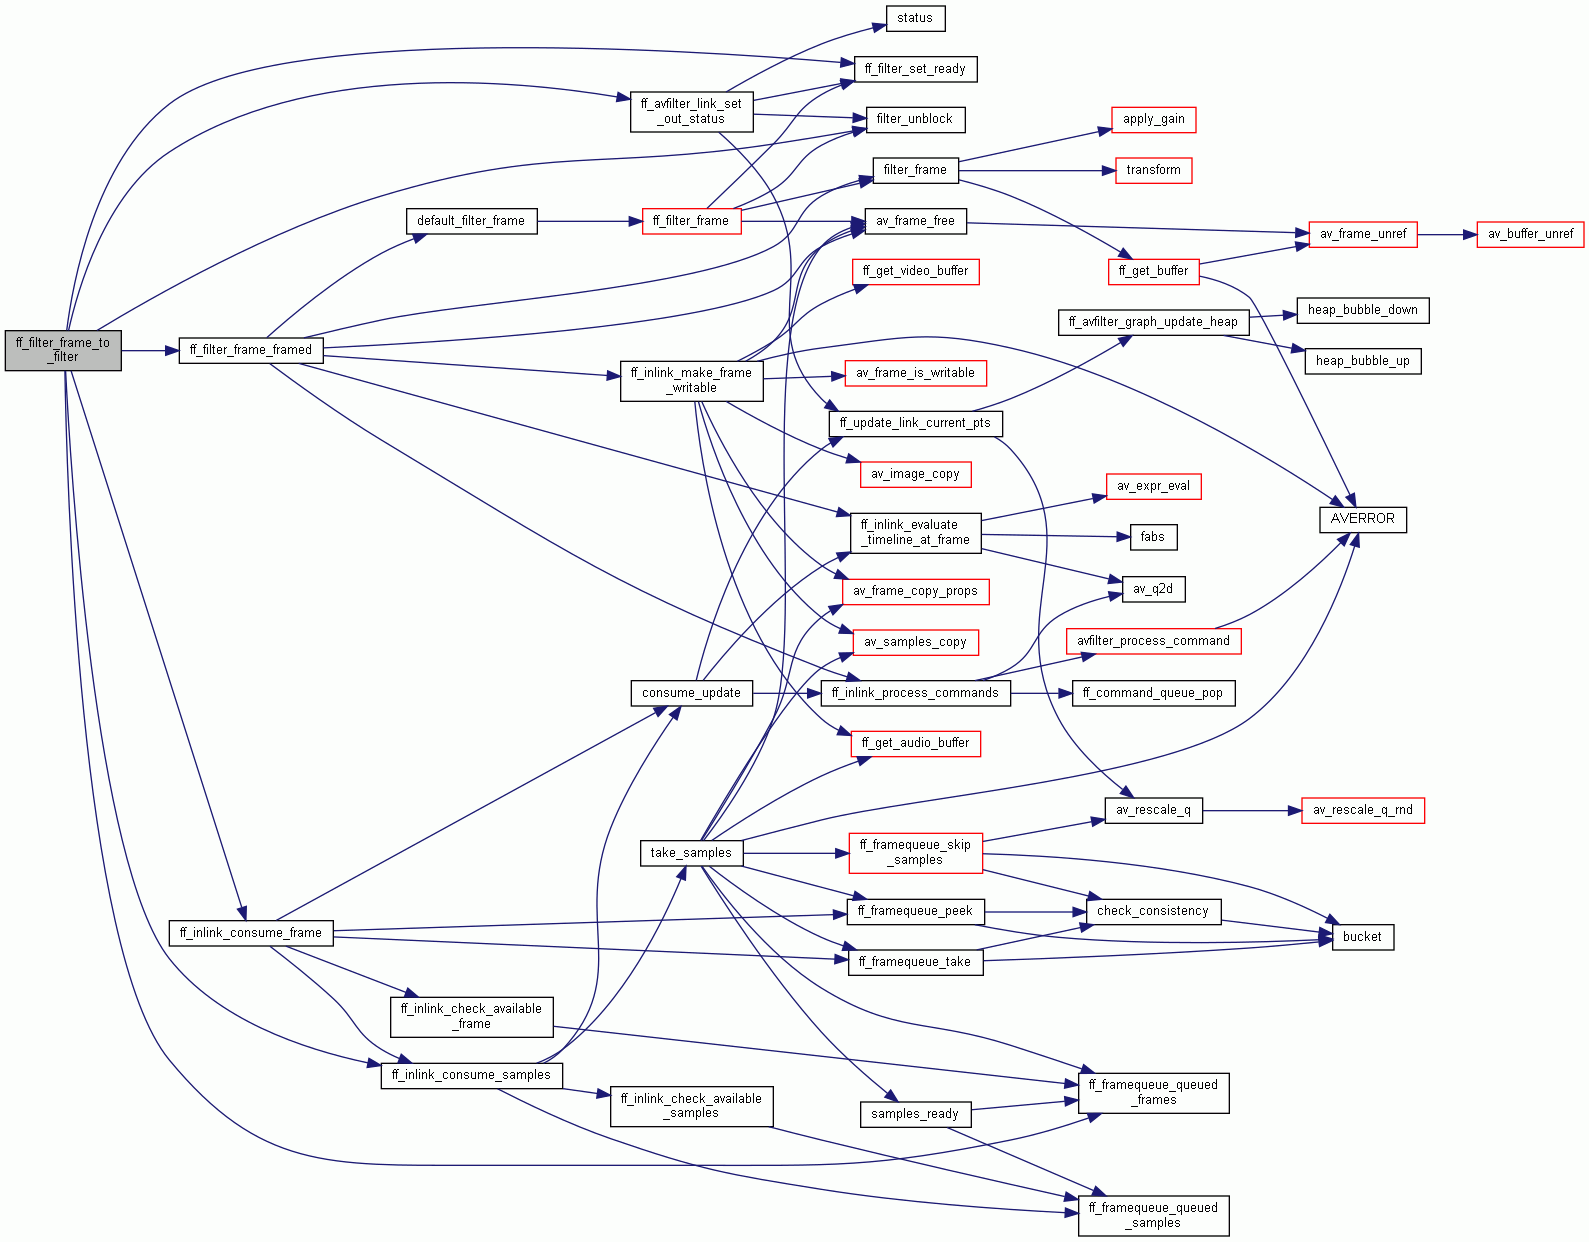 status
ff_filter_set_ready
ff_avfilter_link_set
_out_status
filter_unblock
apply_gain
filter_frame
transform
default_filter_frame
ff_filter_frame
av_frame_free
av_frame_unref
av_buffer_unref
ff_get_video_buffer
ff_get_buffer
heap_bubble_down
ff_avfilter_graph_update_heap
ff_filter_frame_to
_filter
ff_filter_frame_framed
heap_bubble_up
ff_inlink_make_frame
_writable
av_frame_is_writable
ff_update_link_current_pts
av_image_copy
av_expr_eval
AVERROR
ff_inlink_evaluate
_timeline_at_frame
fabs
av_frame_copy_props
av_q2d
av_samples_copy
avfilter_process_command
consume_update
ff_inlink_process_commands
ff_command_queue_pop
ff_get_audio_buffer
av_rescale_q
av_rescale_q_rnd
take_samples
ff_framequeue_skip
_samples
ff_framequeue_peek
check_consistency
ff_inlink_consume_frame
bucket
ff_framequeue_take
ff_inlink_check_available
_frame
ff_inlink_consume_samples
ff_framequeue_queued
_frames
ff_inlink_check_available
_samples
samples_ready
ff_framequeue_queued
_samples